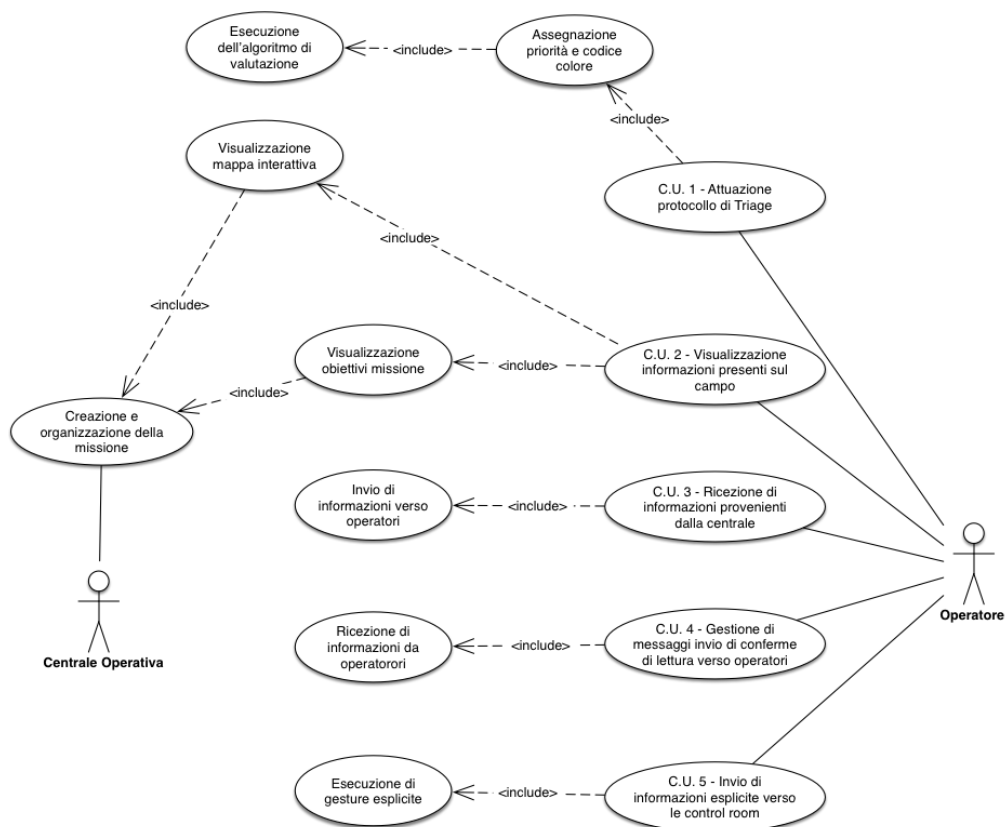 Esecuzione
dell'algoritmo di
valutazione
<include>
Assegnazione
priorità e codice
colore
<include>
Visualizzazione
mappa interattiva
C.U. 1 - Attuazione
protocollo di Triage
<include>
<include>
Visualizzazione
obiettivi missione
<include>
C.U. 2 - Visualizzazione
informazioni presenti sul
campo
<include>
Creazione e
organizzazione della
missione
Invio di
informazioni verso
operatori
<include>
C.U. 3 - Ricezione di
informazioni provenienti
dalla centrale
Operatore
Centrale Operativa
Ricezione di
informazioni da
operatorori
<include>
C.U. 4 - Gestione di
messaggi invio di conferme
di lettura verso operatori
Esecuzione di
gesture esplicite
<include>
C.U. 5 - Invio di
informazioni esplicite verso
le control room